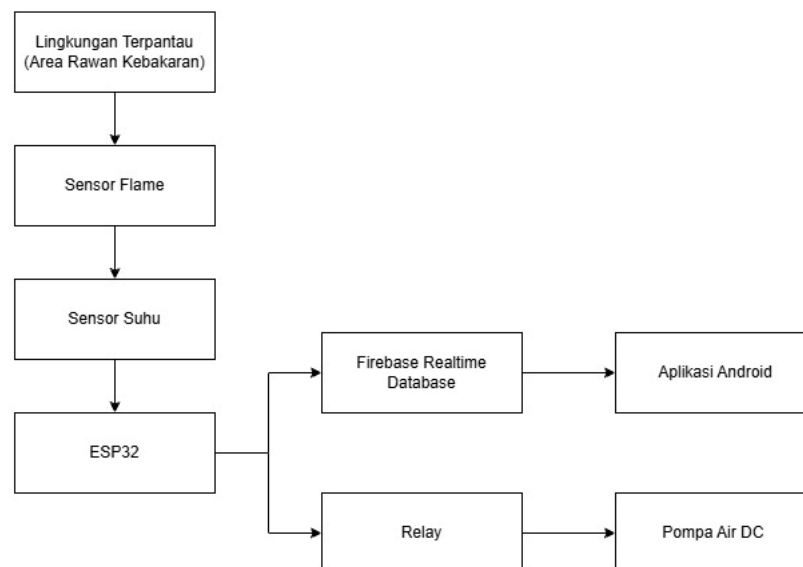 Lingkungan Terpantau
(Area Rawan Kebakaran)
Sensor Flame
Sensor Suhu
ESP32
Firebase Realtime
Database
Aplikasi Android
Relay
Pompa Air DC